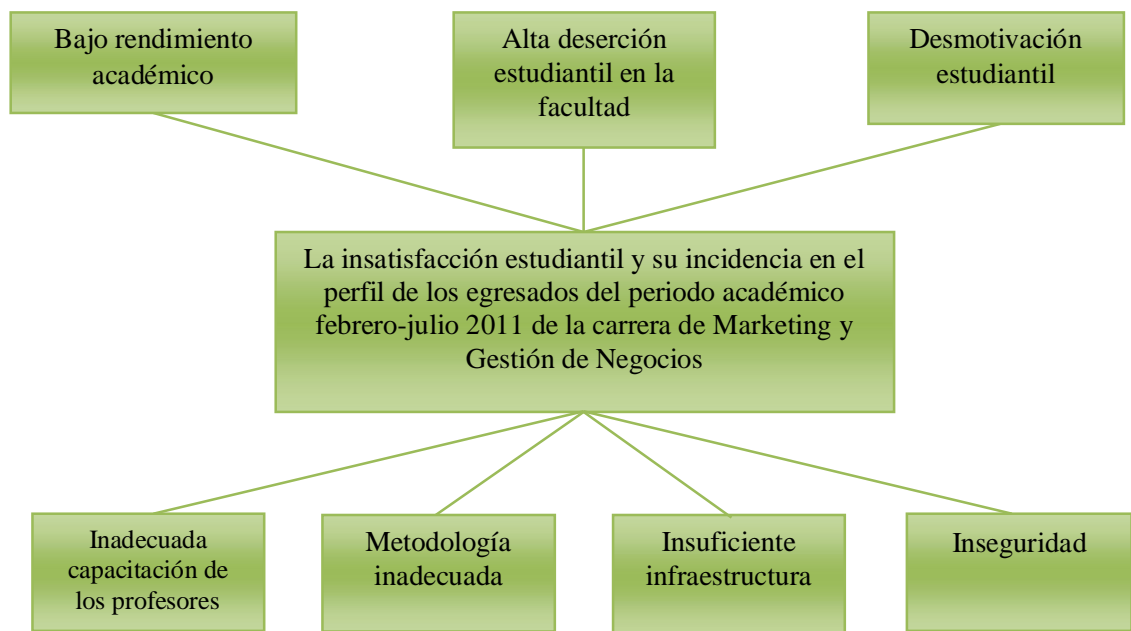 Bajo rendimiento
académico
Alta deserción
estudiantil en la
facultad
Desmotivación
estudiantil
La insatisfacción estudiantil y su incidencia en el
perfil de los egresados del periodo académico
febrero-julio 2011 de la carrera de Marketing y
Gestión de Negocios
Inadecuada
capacitación de
los profesores
Metodología
inadecuada
Insuficiente
infraestructura
Inseguridad